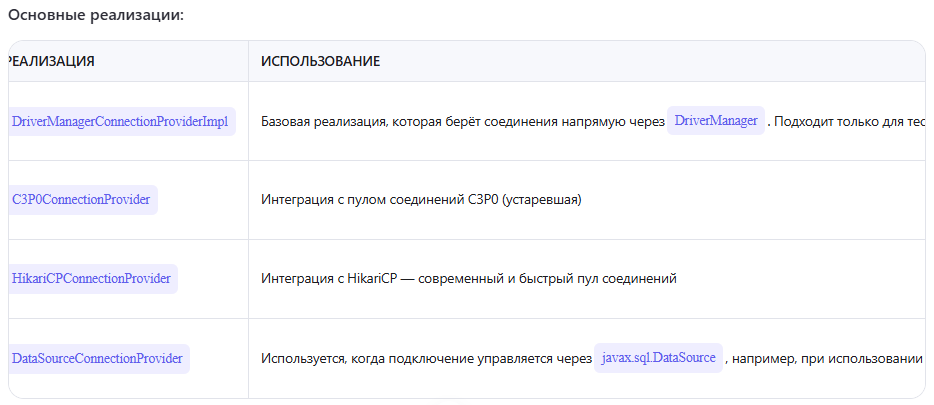 Основные реализации:
РЕАЛИЗАЦИЯ ИСПОЛЬЗОВАНИЕ
DriverManagerConnectionProviderImpl Базовая реализация, которая берёт соединения напрямую через DriverManager . Подходит только для
C3P0ConnectionProvider Интеграция с пулом соединений C3P0 (устаревшая)
HikariCPConnectionProvider Интеграция с HikariCP — современный и быстрый пул соединений
DataSourceConnectionProvider Используется, когда подключение управляется через javax.sql.DataSource , например, при использовании